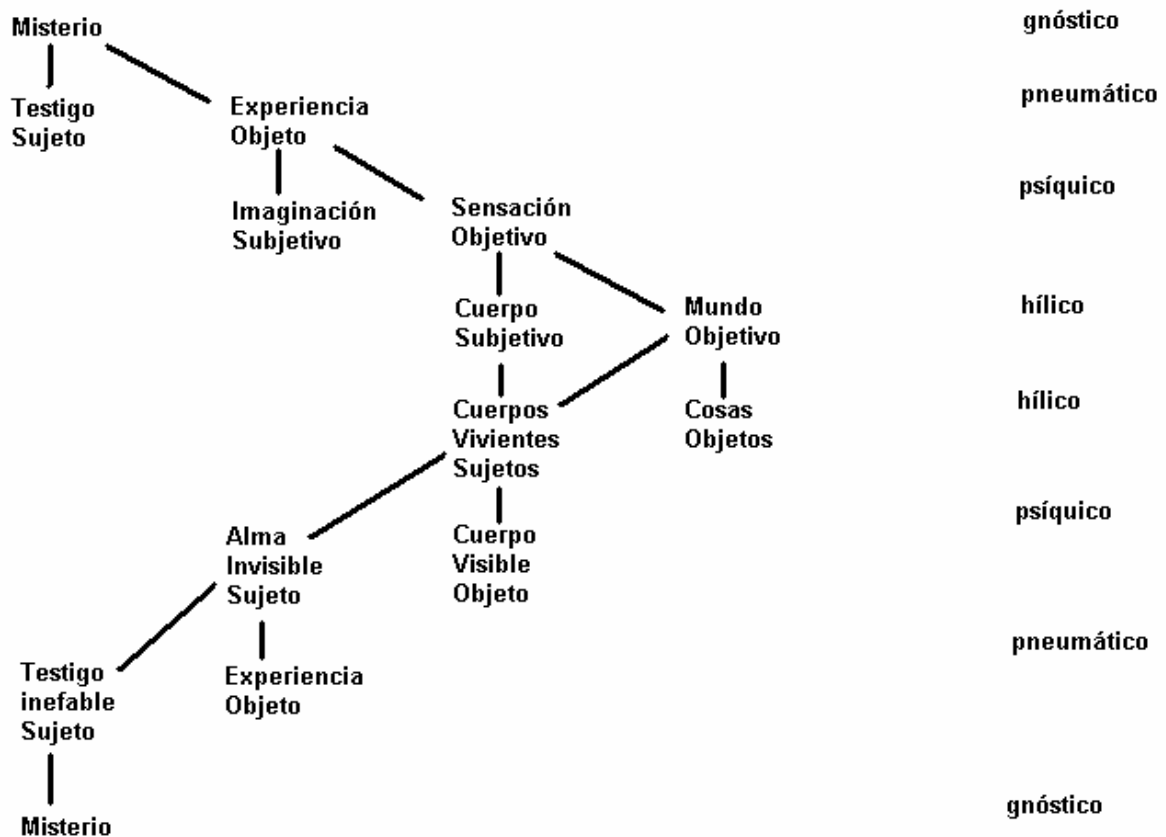 Misterio
gnóstico
Testigo
Sujeto
Experiencia
Objeto
pneumático
Imaginación
Subjetivo
Sensación
Objetivo
psíquico
Cuerpo
Subjetivo
Mundo
Objetivo
hílico
Cuerpos
Vivientes
Sujetos
Cosas
Objetos
hílico
Alma
Invisible
Sujeto
Cuerpo
Visible
Objeto
psíquico
Testigo
inefable
Sujeto
Experiencia
Objeto
pneumático
Misterio
gnóstico